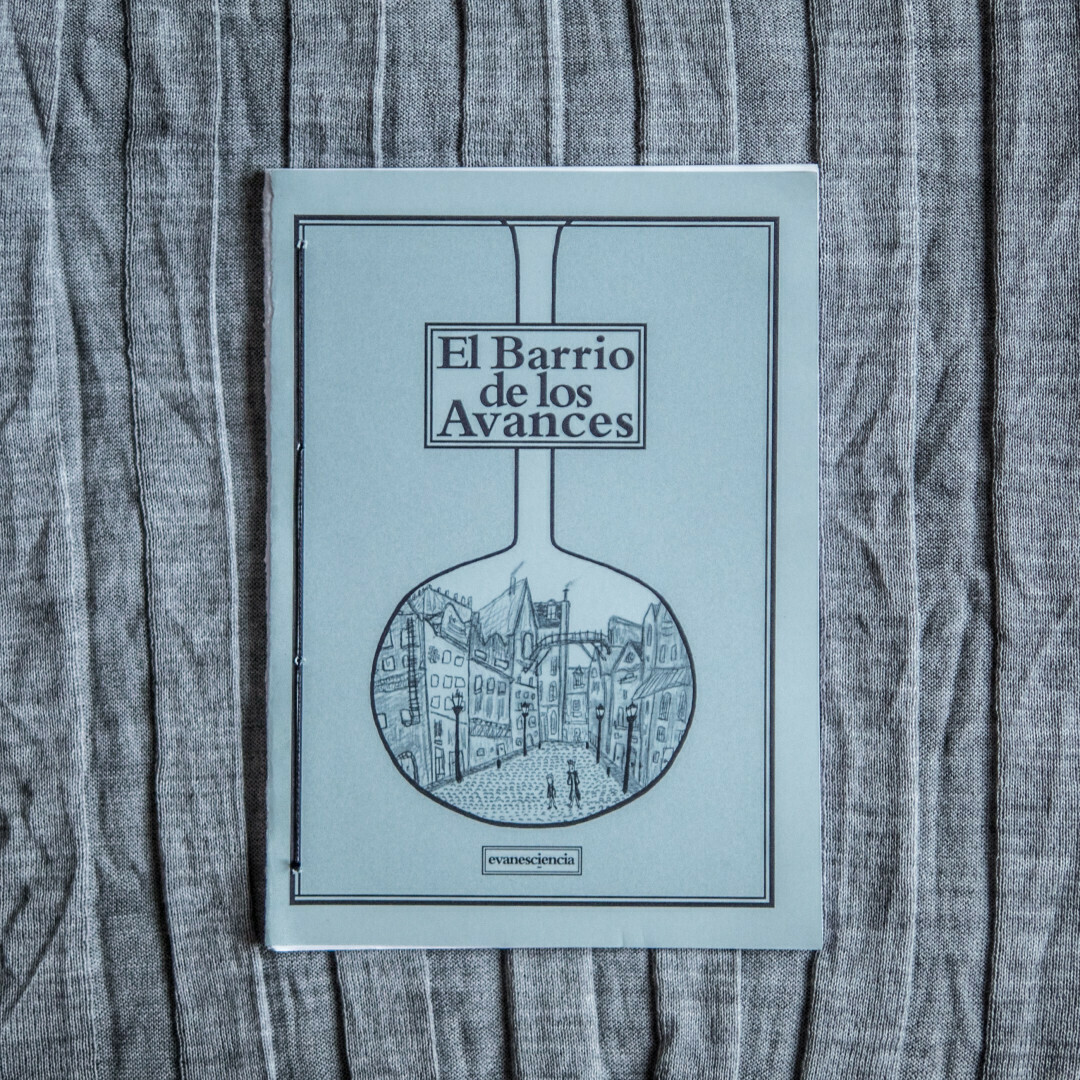 El Barrio
de los
Avances
evanesciencia